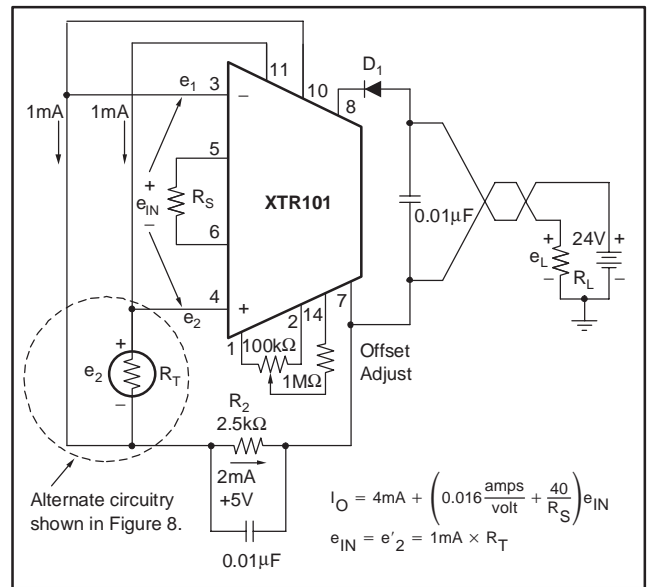 11
10
D1
e1
3
−
8
1mA
1mA
5
+
eIN
−
RS
XTR101
0.01μF
6
24V
+
+
eL
−
RL
−
4
+
e2
2
14
7
1
100kΩ
1MΩ
Offset
Adjust
+
e2
RT
−
R2
2.5kΩ
2mA
+5V
0.01μF
Alternate circuitry
shown in Figure 8.
IO = 4mA + (0.016 amps/volt + 40/RS) eIN
eIN = e′2 = 1mA × RT